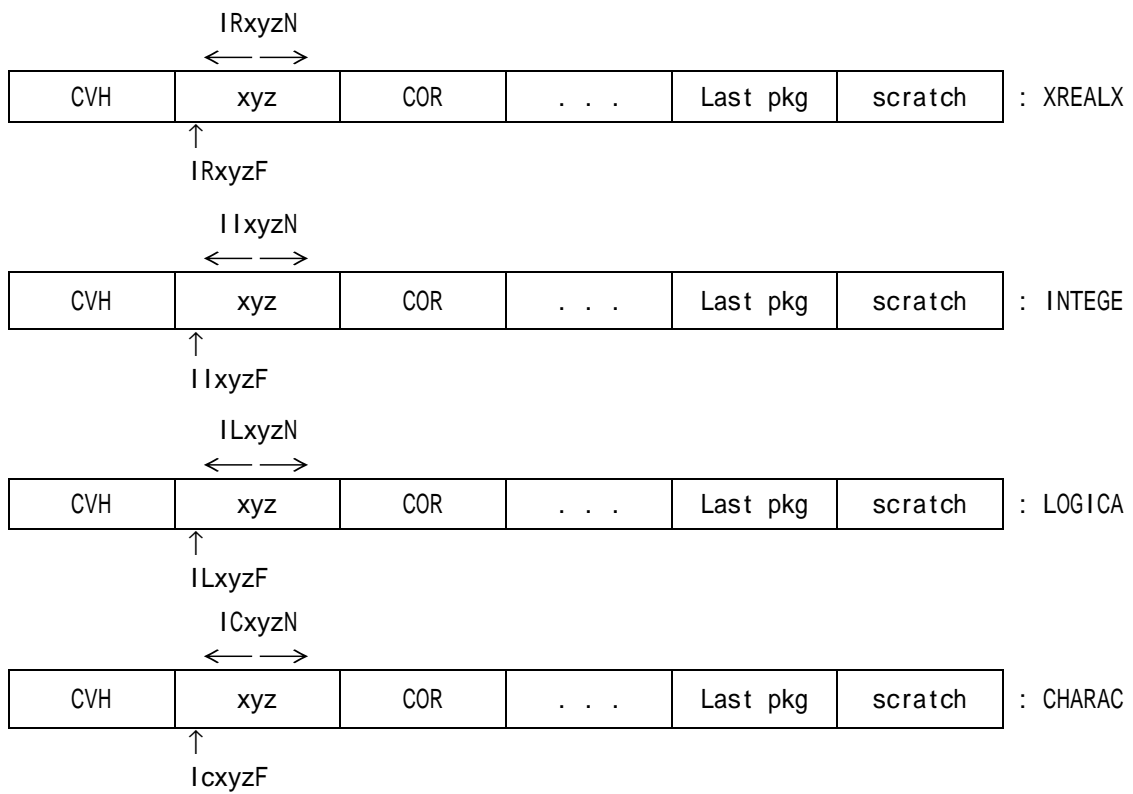 IRxyzN
CVH xyz COR . . . Last pkg scratch : XREALX
IRxyzF
IIxyzN
CVH xyz COR . . . Last pkg scratch : INTEGE
IIxyzF
ILxyzN
CVH xyz COR . . . Last pkg scratch : LOGICA
ILxyzF
ICxyzN
CVH xyz COR . . . Last pkg scratch : CHARAC
IcxyzF